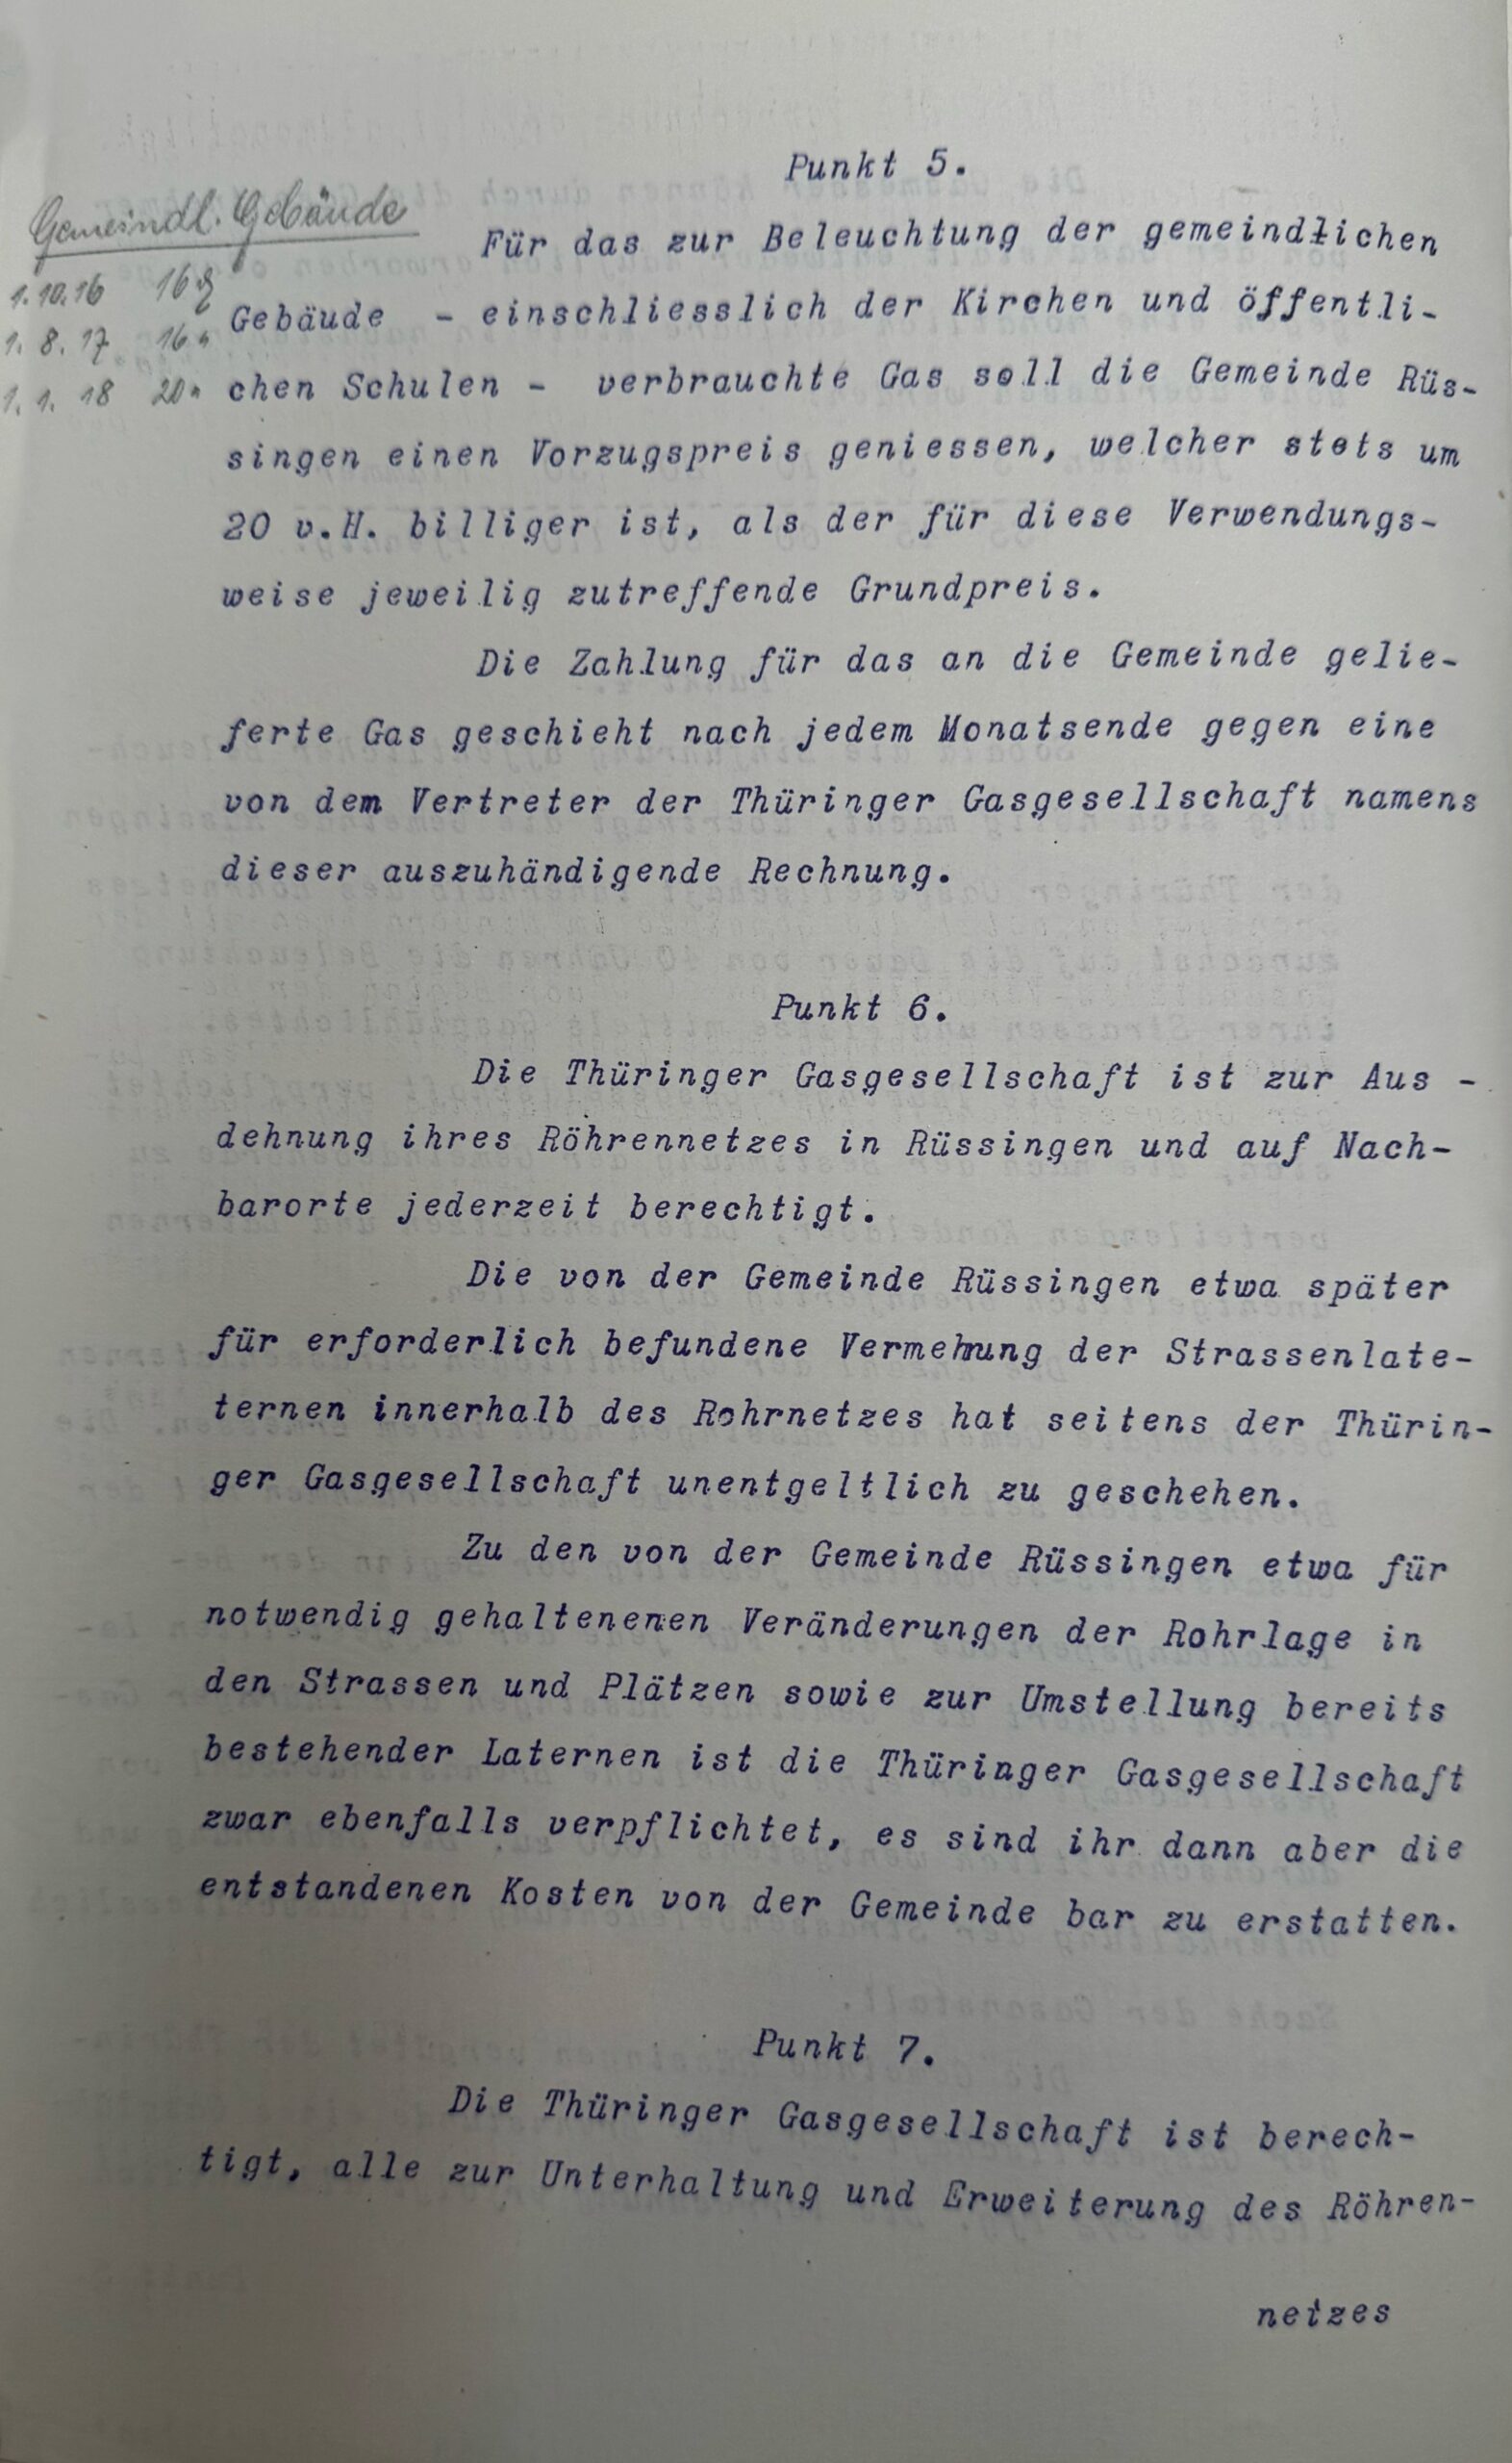 Punkt 5.
Gemeindl. Gebäude
1.10.16 16 ₰
1. 8. 17 16 "
1. 1. 18 20 "
Für das zur Beleuchtung der gemeindlichen
Gebäude - einschliesslich der Kirchen und öffentli-
chen Schulen - verbrauchte Gas soll die Gemeinde Rüs-
singen einen Vorzugspreis geniessen, welcher stets um
20 v.H. billiger ist, als der für diese Verwendungs-
weise jeweilig zutreffende Grundpreis.
Die Zahlung für das an die Gemeinde gelie-
ferte Gas geschieht nach jedem Monatsende gegen eine
von dem Vertreter der Thüringer Gasgesellschaft namens
dieser auszuhändigende Rechnung.
Punkt 6.
Die Thüringer Gasgesellschaft ist zur Aus -
dehnung ihres Röhrennetzes in Rüssingen und auf Nach-
barorte jederzeit berechtigt.
Die von der Gemeinde Rüssingen etwa später
für erforderlich befundene Vermehrung der Strassenlate-
ternen innerhalb des Rohrnetzes hat seitens der Thürin-
ger Gasgesellschaft unentgeltlich zu geschehen.
Zu den von der Gemeinde Rüssingen etwa für
notwendig gehaltenenen Veränderungen der Rohrlage in
den Strassen und Plätzen sowie zur Umstellung bereits
bestehender Laternen ist die Thüringer Gasgesellschaft
zwar ebenfalls verpflichtet, es sind ihr dann aber die
entstandenen Kosten von der Gemeinde bar zu erstatten.
Punkt 7.
Die Thüringer Gasgesellschaft ist berech-
tigt, alle zur Unterhaltung und Erweiterung des Röhren-
netzes